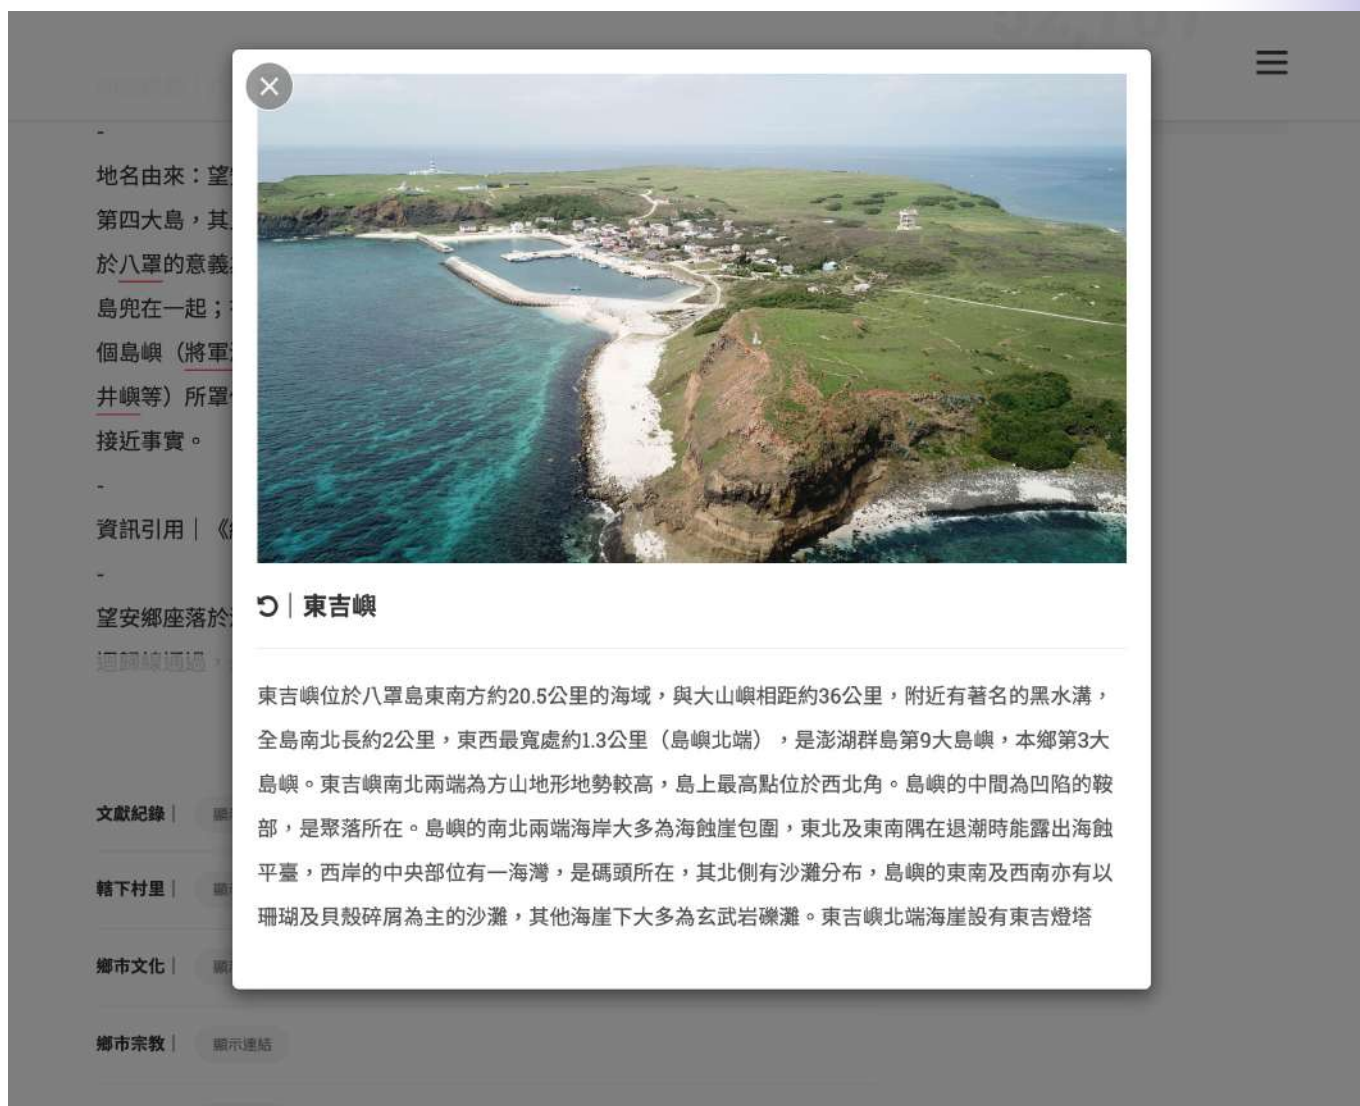 地名由來：望
第四大島，其
於八罩的意義
島兜在一起；
個島嶼（將軍
井嶼等）所罩
接近事實。
-
資訊引用｜《
-
望安鄉座落於
迴歸線通過，
文獻紀錄｜
轄下村里｜
鄉市文化｜
鄉市宗教｜ 顯示連結
｜東吉嶼
東吉嶼位於八罩島東南方約20.5公里的海域，與大山嶼相距約36公里，附近有著名的黑水溝，
全島南北長約2公里，東西最寬處約1.3公里（島嶼北端），是澎湖群島第9大島嶼，本鄉第3大
島嶼。東吉嶼南北兩端為方山地形地勢較高，島上最高點位於西北角。島嶼的中間為凹陷的鞍
部，是聚落所在。島嶼的南北兩端海岸大多為海蝕崖包圍，東北及東南隅在退潮時能露出海蝕
平臺，西岸的中央部位有一海灣，是碼頭所在，其北側有沙灘分布，島嶼的東南及西南亦有以
珊瑚及貝殼碎屑為主的沙灘，其他海崖下大多為玄武岩礫灘。東吉嶼北端海崖設有東吉燈塔